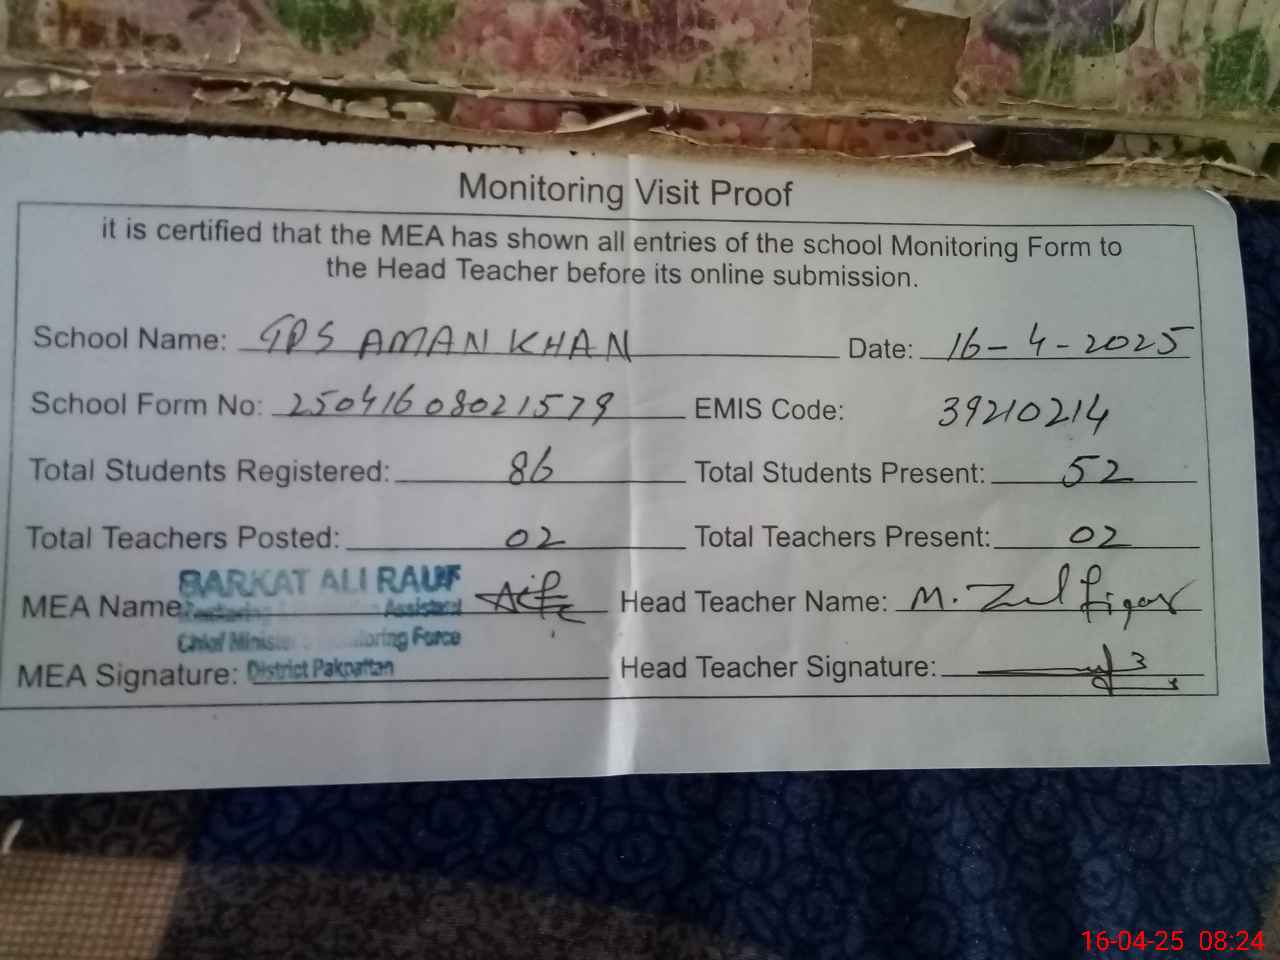 Monitoring Visit Proof
it is certified that the MEA has shown all entries of the school Monitoring Form to
the Head Teacher before its online submission.
School Name: GPS AMAN KHAN Date: 16-4-2025
School Form No: 25041608021579 EMIS Code: 39210214
Total Students Registered: 86 Total Students Present: 52
Total Teachers Posted: 02 Total Teachers Present: 02
BARKAT ALI RAUF
MEA Name Head Teacher Name: M. Zulfiqar
Monitoring Assistant
Chief Minister's Monitoring Force
MEA Signature: District Pakpattan Head Teacher Signature:
16-04-25 08:24